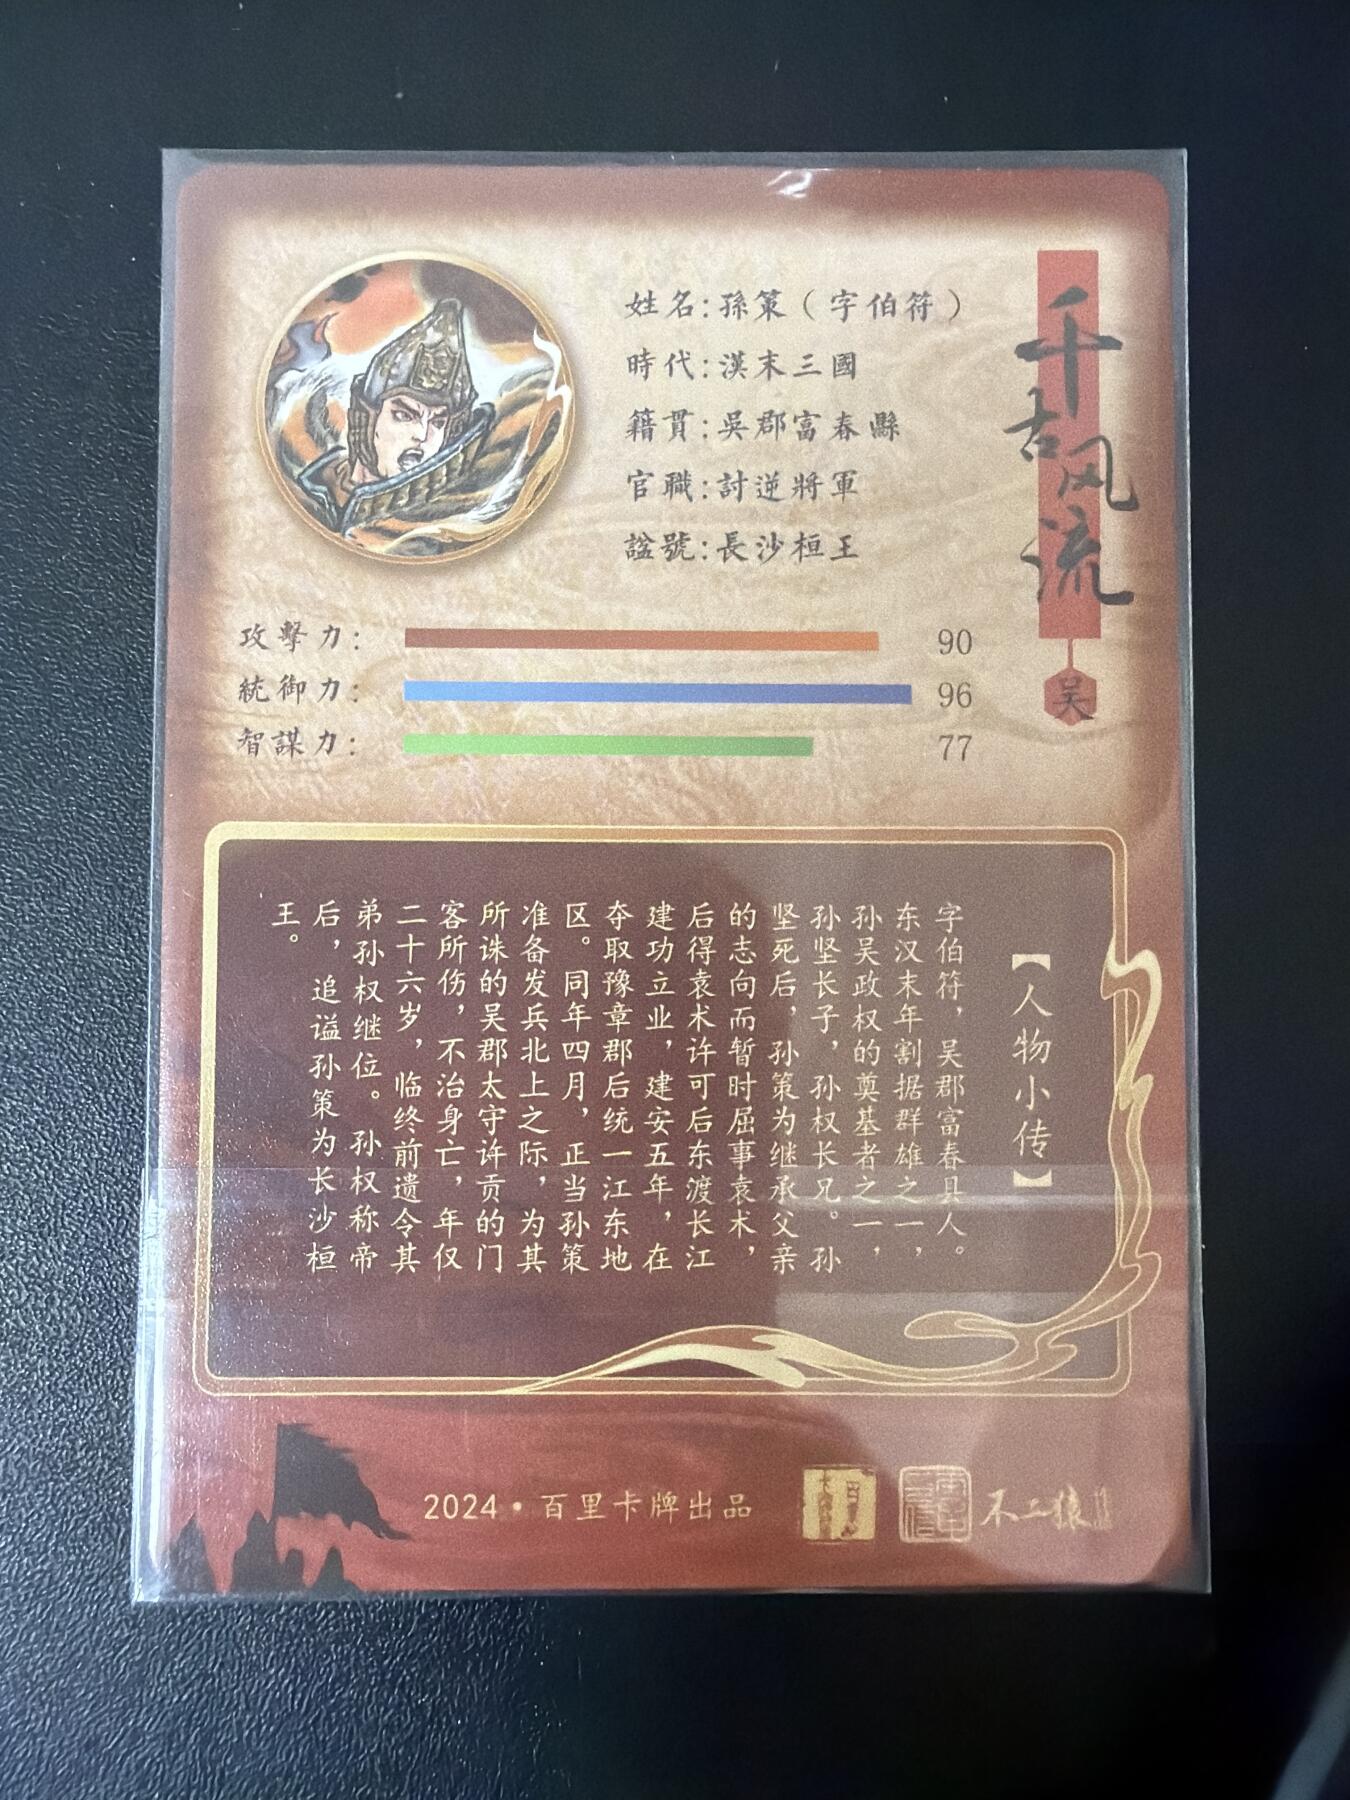 姓名:孫策（字伯符）
時代:漢末三國
籍貫:吳郡富春縣
官職:討逆將軍
諡號:長沙桓王
千古风流
吴
攻擊力: 90
統御力: 96
智謀力: 77
【人物小传】
字伯符，吴郡富春县人。
东汉末年割据群雄之一，
孙吴政权的奠基者之一，
孙坚长子，孙权长兄。孙
坚死后，孙策为继承父亲
的志向而暂时屈事袁术，
后得袁术许可后东渡长江
建功立业，建安五年，在
夺取豫章郡后统一江东地
区。同年四月，正当孙策
准备发兵北上之际，为其
所诛的吴郡太守许贡的门
客所伤，不治身亡，年仅
二十六岁，临终前遗令其
弟孙权继位。孙权称帝
后，追谥孙策为长沙桓
王。
2024·百里卡牌出品
不二猿